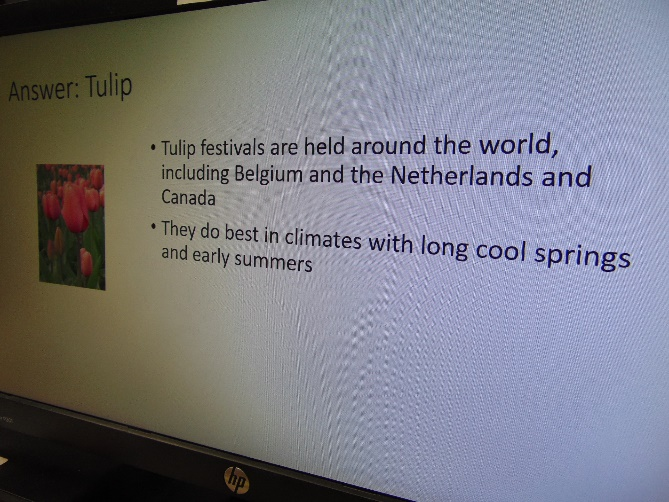 Answer: Tulip
• Tulip festivals are held around the world,
including Belgium and the Netherlands and
Canada
• They do best in climates with long cool springs
and early summers
hp